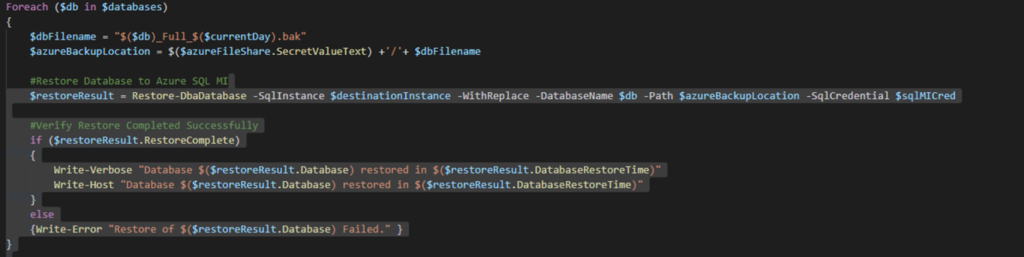 Foreach ($db in $databases)
{
    $dbFilename = "$($db)_Full_$($currentDay).bak"
    $azureBackupLocation = $($azureFileShare.SecretValueText) +'/'+ $dbFilename

    #Restore Database to Azure SQL MI
    $restoreResult = Restore-DbaDatabase -SqlInstance $destinationInstance -WithReplace -DatabaseName $db -Path $azureBackupLocation -SqlCredential $sqlMICred

    #Verify Restore Completed Successfully
    if ($restoreResult.RestoreComplete)
    {
        Write-Verbose "Database $($restoreResult.Database) restored in $($restoreResult.DatabaseRestoreTime)"
        Write-Host "Database $($restoreResult.Database) restored in $($restoreResult.DatabaseRestoreTime)"
    }
    else
    {Write-Error "Restore of $($restoreResult.Database) Failed." }
}